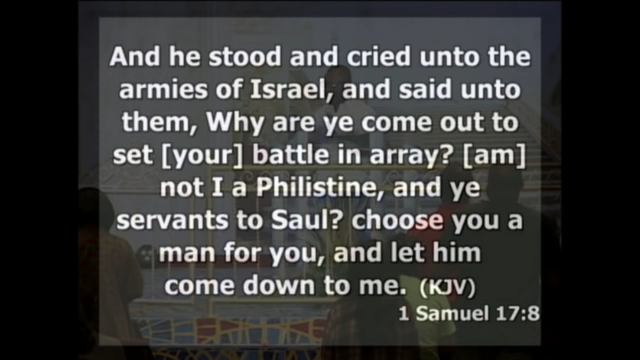 And he stood and cried unto the
armies of Israel, and said unto
them, Why are ye come out to
set [your] battle in array? [am]
not I a Philistine, and ye
servants to Saul? choose you a
man for you, and let him
come down to me. (KJV)
1 Samuel 17:8